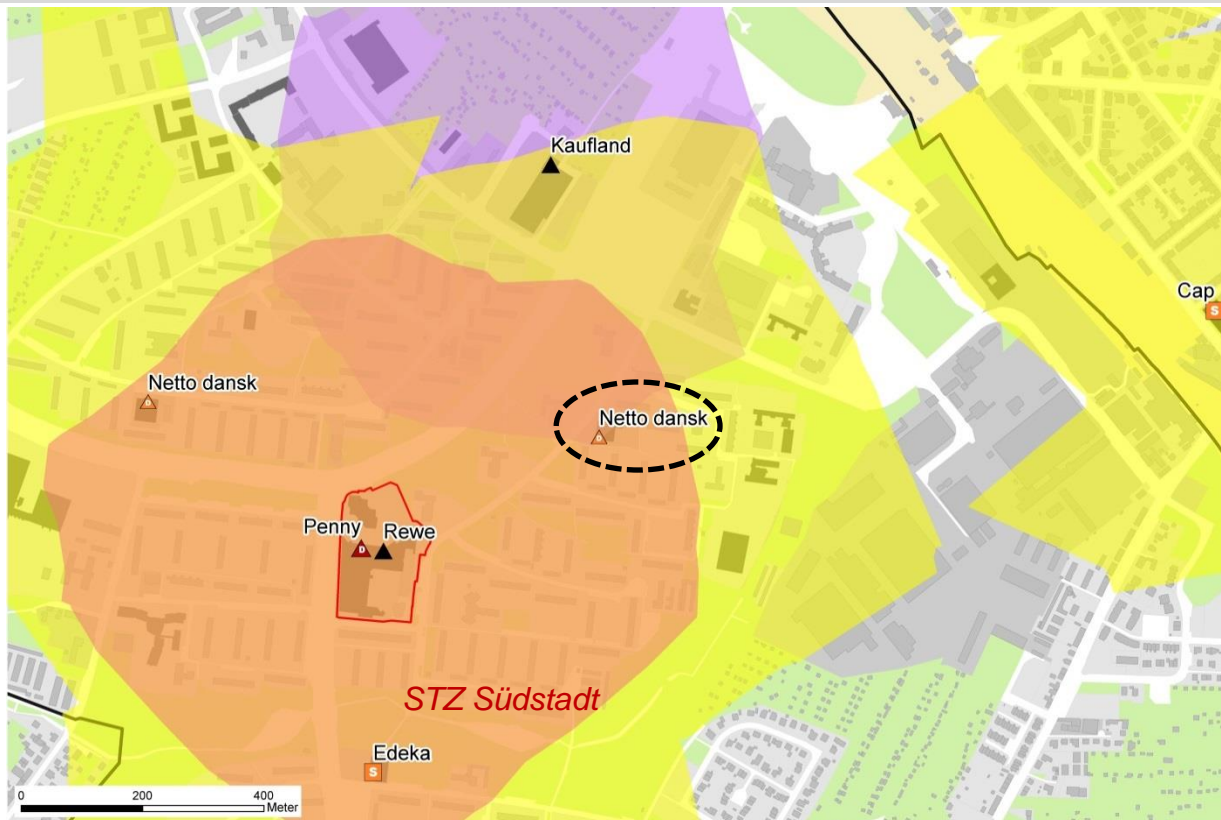 Kaufland
Cap
S
Netto dansk
D
Netto dansk
D
Penny
Rewe
D
STZ Südstadt
Edeka
S
0
200
400
Meter